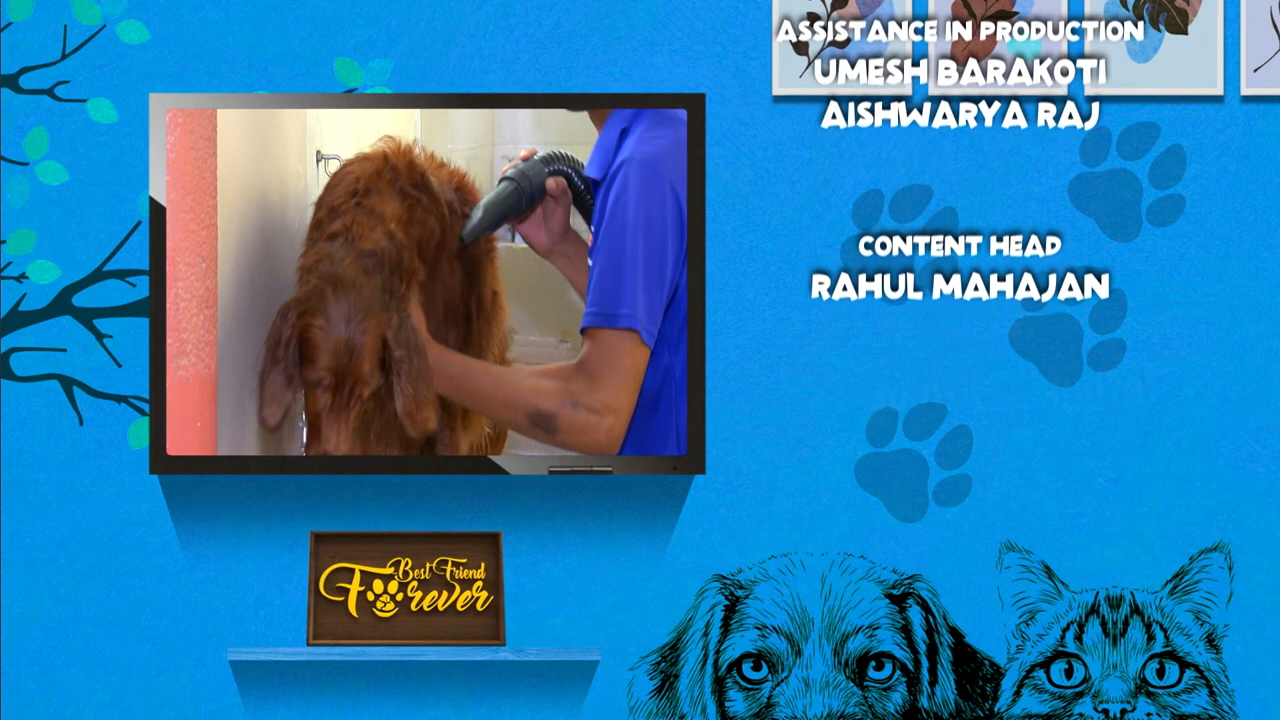 ASSISTANCE IN PRODUCTION
UMESH BARAKOTI
AISHWARYA RAJ
CONTENT HEAD
RAHUL MAHAJAN
Best Friend
Forever